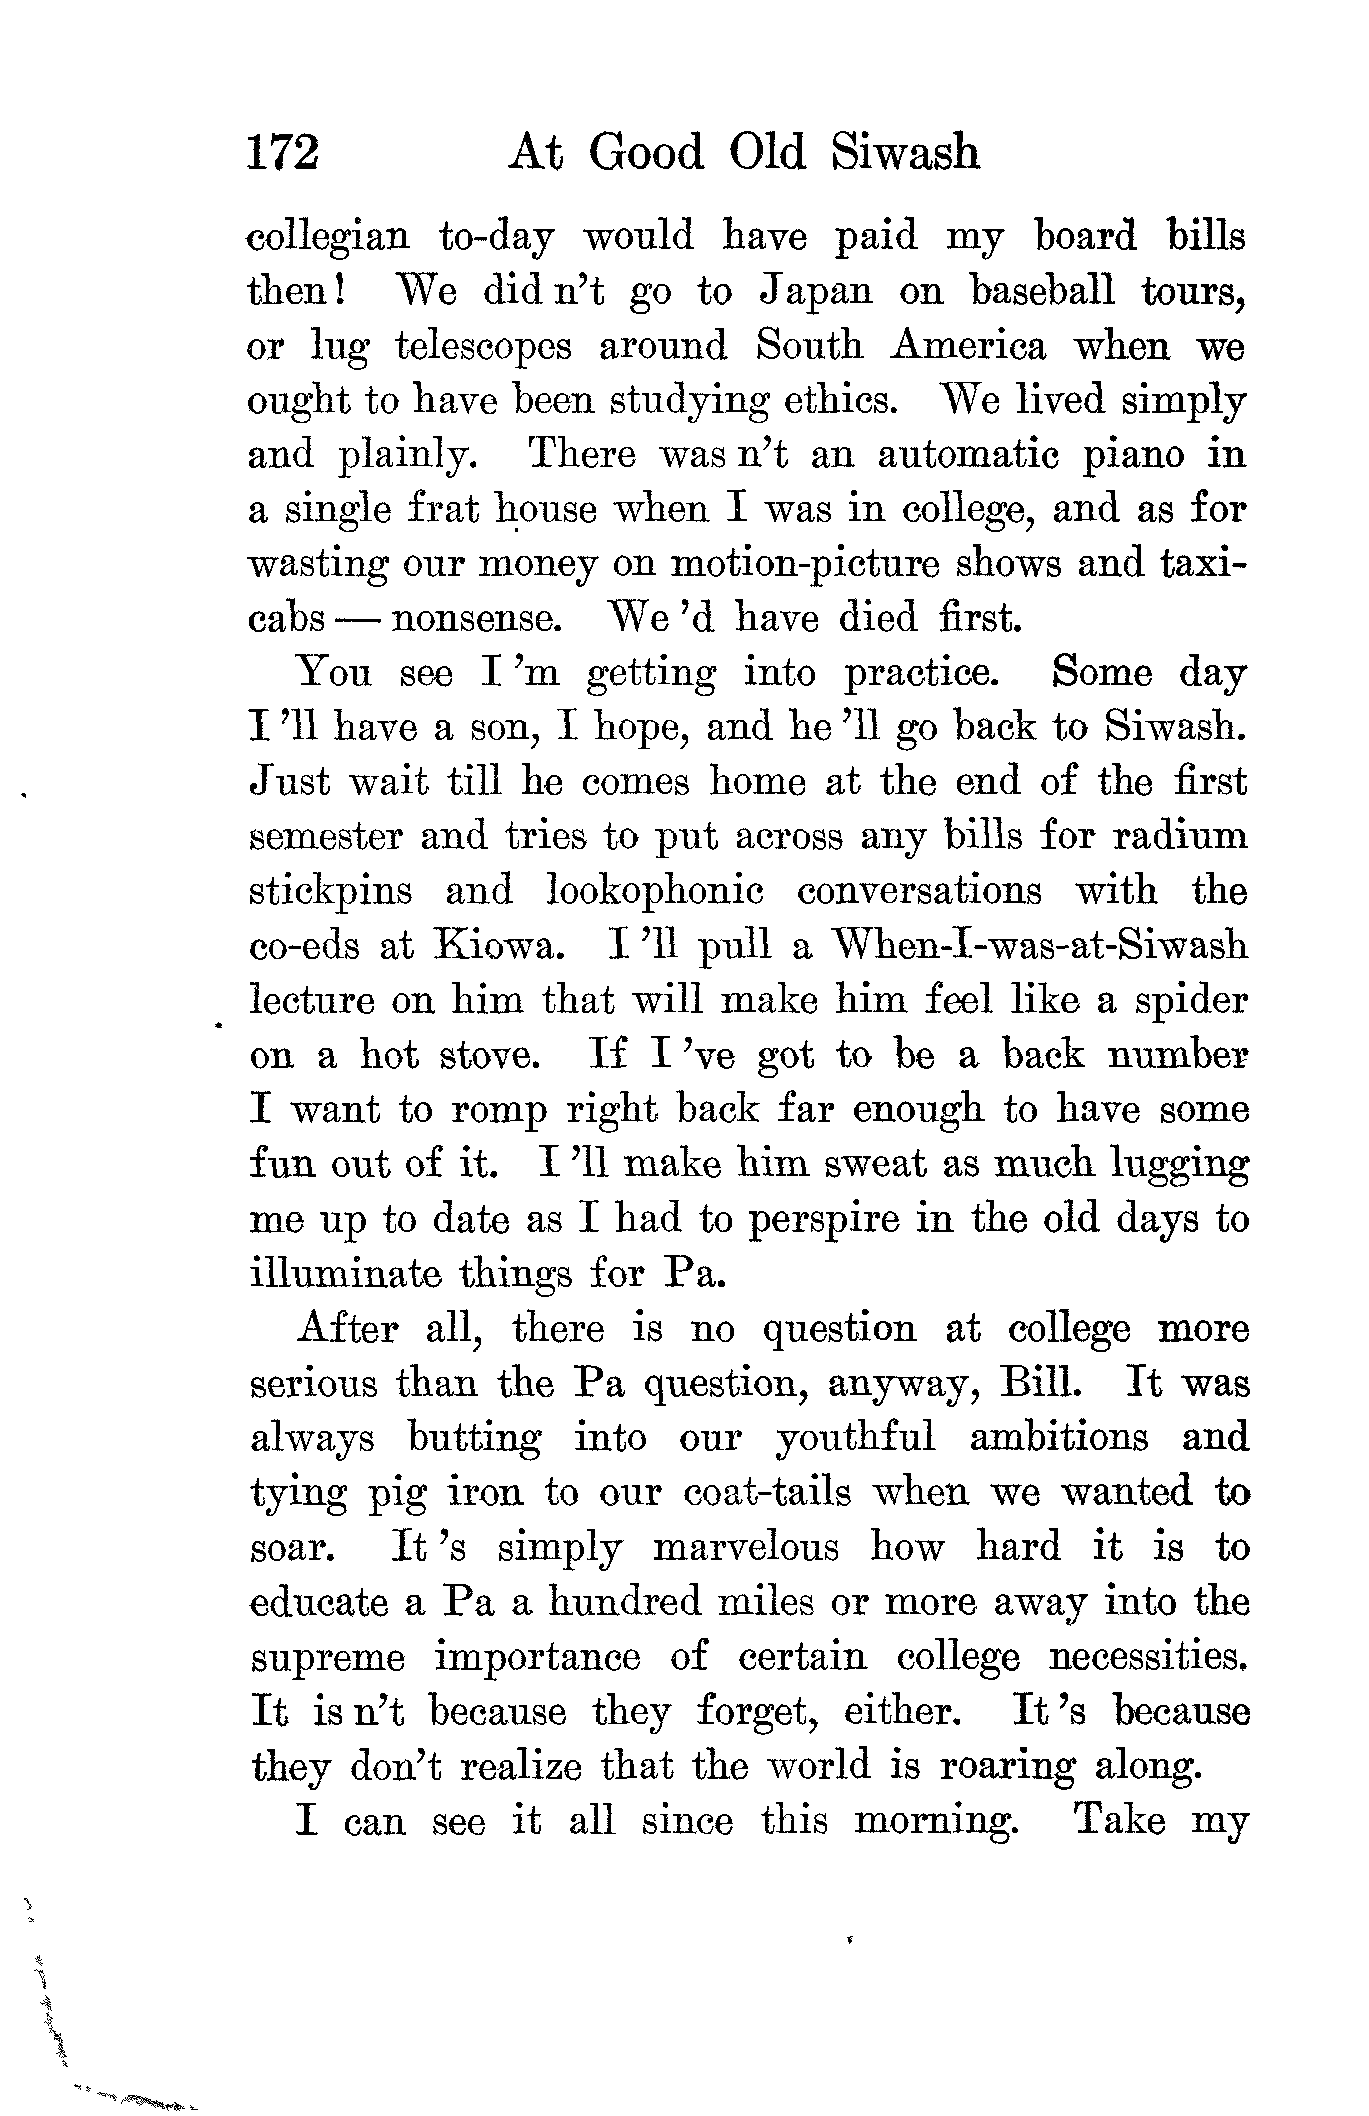 172 At Good Old Siwash
collegian to-day would have paid my board bills
then! We did n't go to Japan on baseball tours,
or lug telescopes around South America when we
ought to have been studying ethics. We lived simply
and plainly. There was n't an automatic piano in
a single frat house when I was in college, and as for
wasting our money on motion-picture shows and taxi-
cabs — nonsense. We 'd have died first.
You see I 'm getting into practice. Some day
I 'll have a son, I hope, and he 'll go back to Siwash.
Just wait till he comes home at the end of the first
semester and tries to put across any bills for radium
stickpins and lookophonic conversations with the
co-eds at Kiowa. I 'll pull a When-I-was-at-Siwash
lecture on him that will make him feel like a spider
on a hot stove. If I 've got to be a back number
I want to romp right back far enough to have some
fun out of it. I 'll make him sweat as much lugging
me up to date as I had to perspire in the old days to
illuminate things for Pa.
After all, there is no question at college more
serious than the Pa question, anyway, Bill. It was
always butting into our youthful ambitions and
tying pig iron to our coat-tails when we wanted to
soar. It 's simply marvelous how hard it is to
educate a Pa a hundred miles or more away into the
supreme importance of certain college necessities.
It is n't because they forget, either. It 's because
they don't realize that the world is roaring along.
I can see it all since this morning. Take my